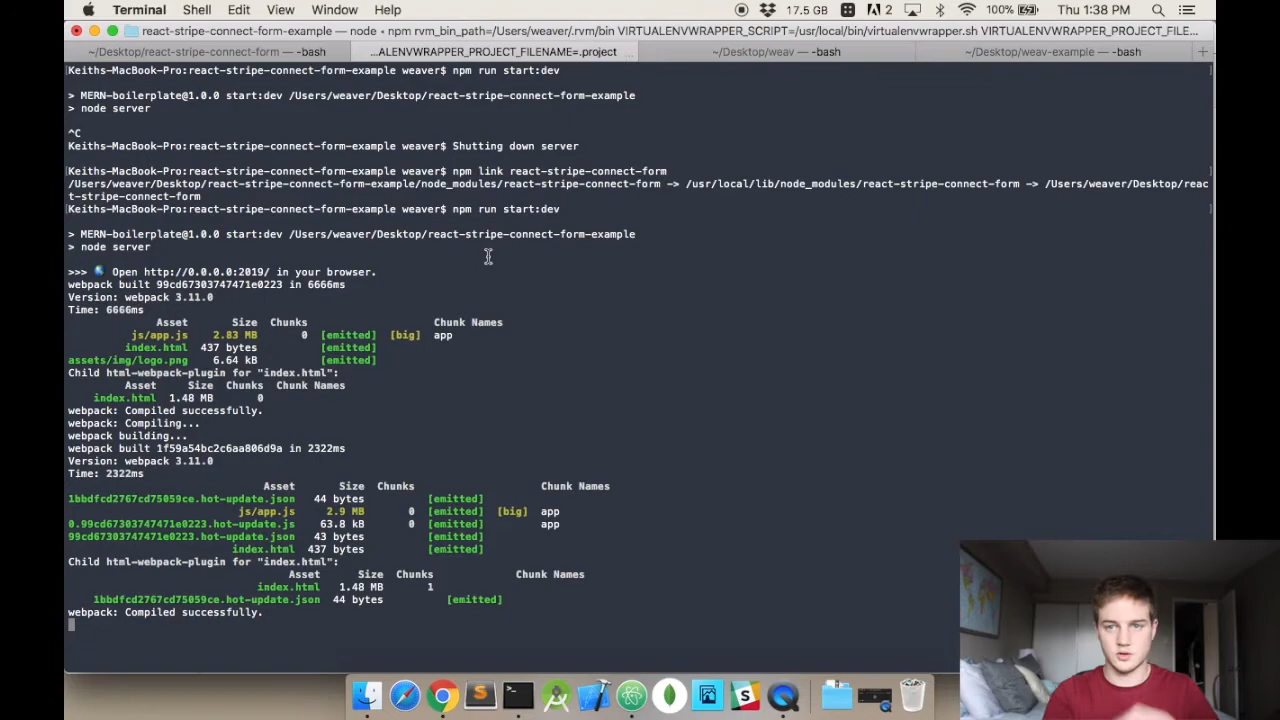 Terminal Shell Edit View Window Help 17.5 GB 2 100% Thu 1:38 PM
react-stripe-connect-form-example — node • npm rvm_bin_path=/Users/weaver/.rvm/bin VIRTUALENVWRAPPER_SCRIPT=/usr/local/bin/virtualenvwrapper.sh VIRTUALENVWRAPPER_PROJECT_FILE...
~/Desktop/react-stripe-connect-form — -bash ...ALENVWRAPPER_PROJECT_FILENAME=.project ... ~/Desktop/weav — -bash ~/Desktop/weav-example — -bash +
[Keiths-MacBook-Pro:react-stripe-connect-form-example weaver$ npm run start:dev ]
> MERN-boilerplate@1.0.0 start:dev /Users/weaver/Desktop/react-stripe-connect-form-example
> node server
^C
Keiths-MacBook-Pro:react-stripe-connect-form-example weaver$ Shutting down server
[Keiths-MacBook-Pro:react-stripe-connect-form-example weaver$ npm link react-stripe-connect-form ]
/Users/weaver/Desktop/react-stripe-connect-form-example/node_modules/react-stripe-connect-form -> /usr/local/lib/node_modules/react-stripe-connect-form -> /Users/weaver/Desktop/reac
t-stripe-connect-form
[Keiths-MacBook-Pro:react-stripe-connect-form-example weaver$ npm run start:dev ]
> MERN-boilerplate@1.0.0 start:dev /Users/weaver/Desktop/react-stripe-connect-form-example
> node server
>>> Open http://0.0.0.0:2019/ in your browser.
webpack built 99cd67303747471e0223 in 6666ms
Version: webpack 3.11.0
Time: 6666ms
Asset Size Chunks Chunk Names
js/app.js 2.83 MB 0 [emitted] [big] app
index.html 437 bytes [emitted]
assets/img/logo.png 6.64 kB [emitted]
Child html-webpack-plugin for "index.html":
Asset Size Chunks Chunk Names
index.html 1.48 MB 0
webpack: Compiled successfully.
webpack: Compiling...
webpack building...
webpack built 1f59a54bc2c6aa806d9a in 2322ms
Version: webpack 3.11.0
Time: 2322ms
Asset Size Chunks Chunk Names
1bbdfcd2767cd75059ce.hot-update.json 44 bytes [emitted]
js/app.js 2.9 MB 0 [emitted] [big] app
0.99cd67303747471e0223.hot-update.js 63.8 kB 0 [emitted] app
99cd67303747471e0223.hot-update.json 43 bytes [emitted]
index.html 437 bytes [emitted]
Child html-webpack-plugin for "index.html":
Asset Size Chunks Chunk Names
index.html 1.48 MB 1
1bbdfcd2767cd75059ce.hot-update.json 44 bytes [emitted]
webpack: Compiled successfully.